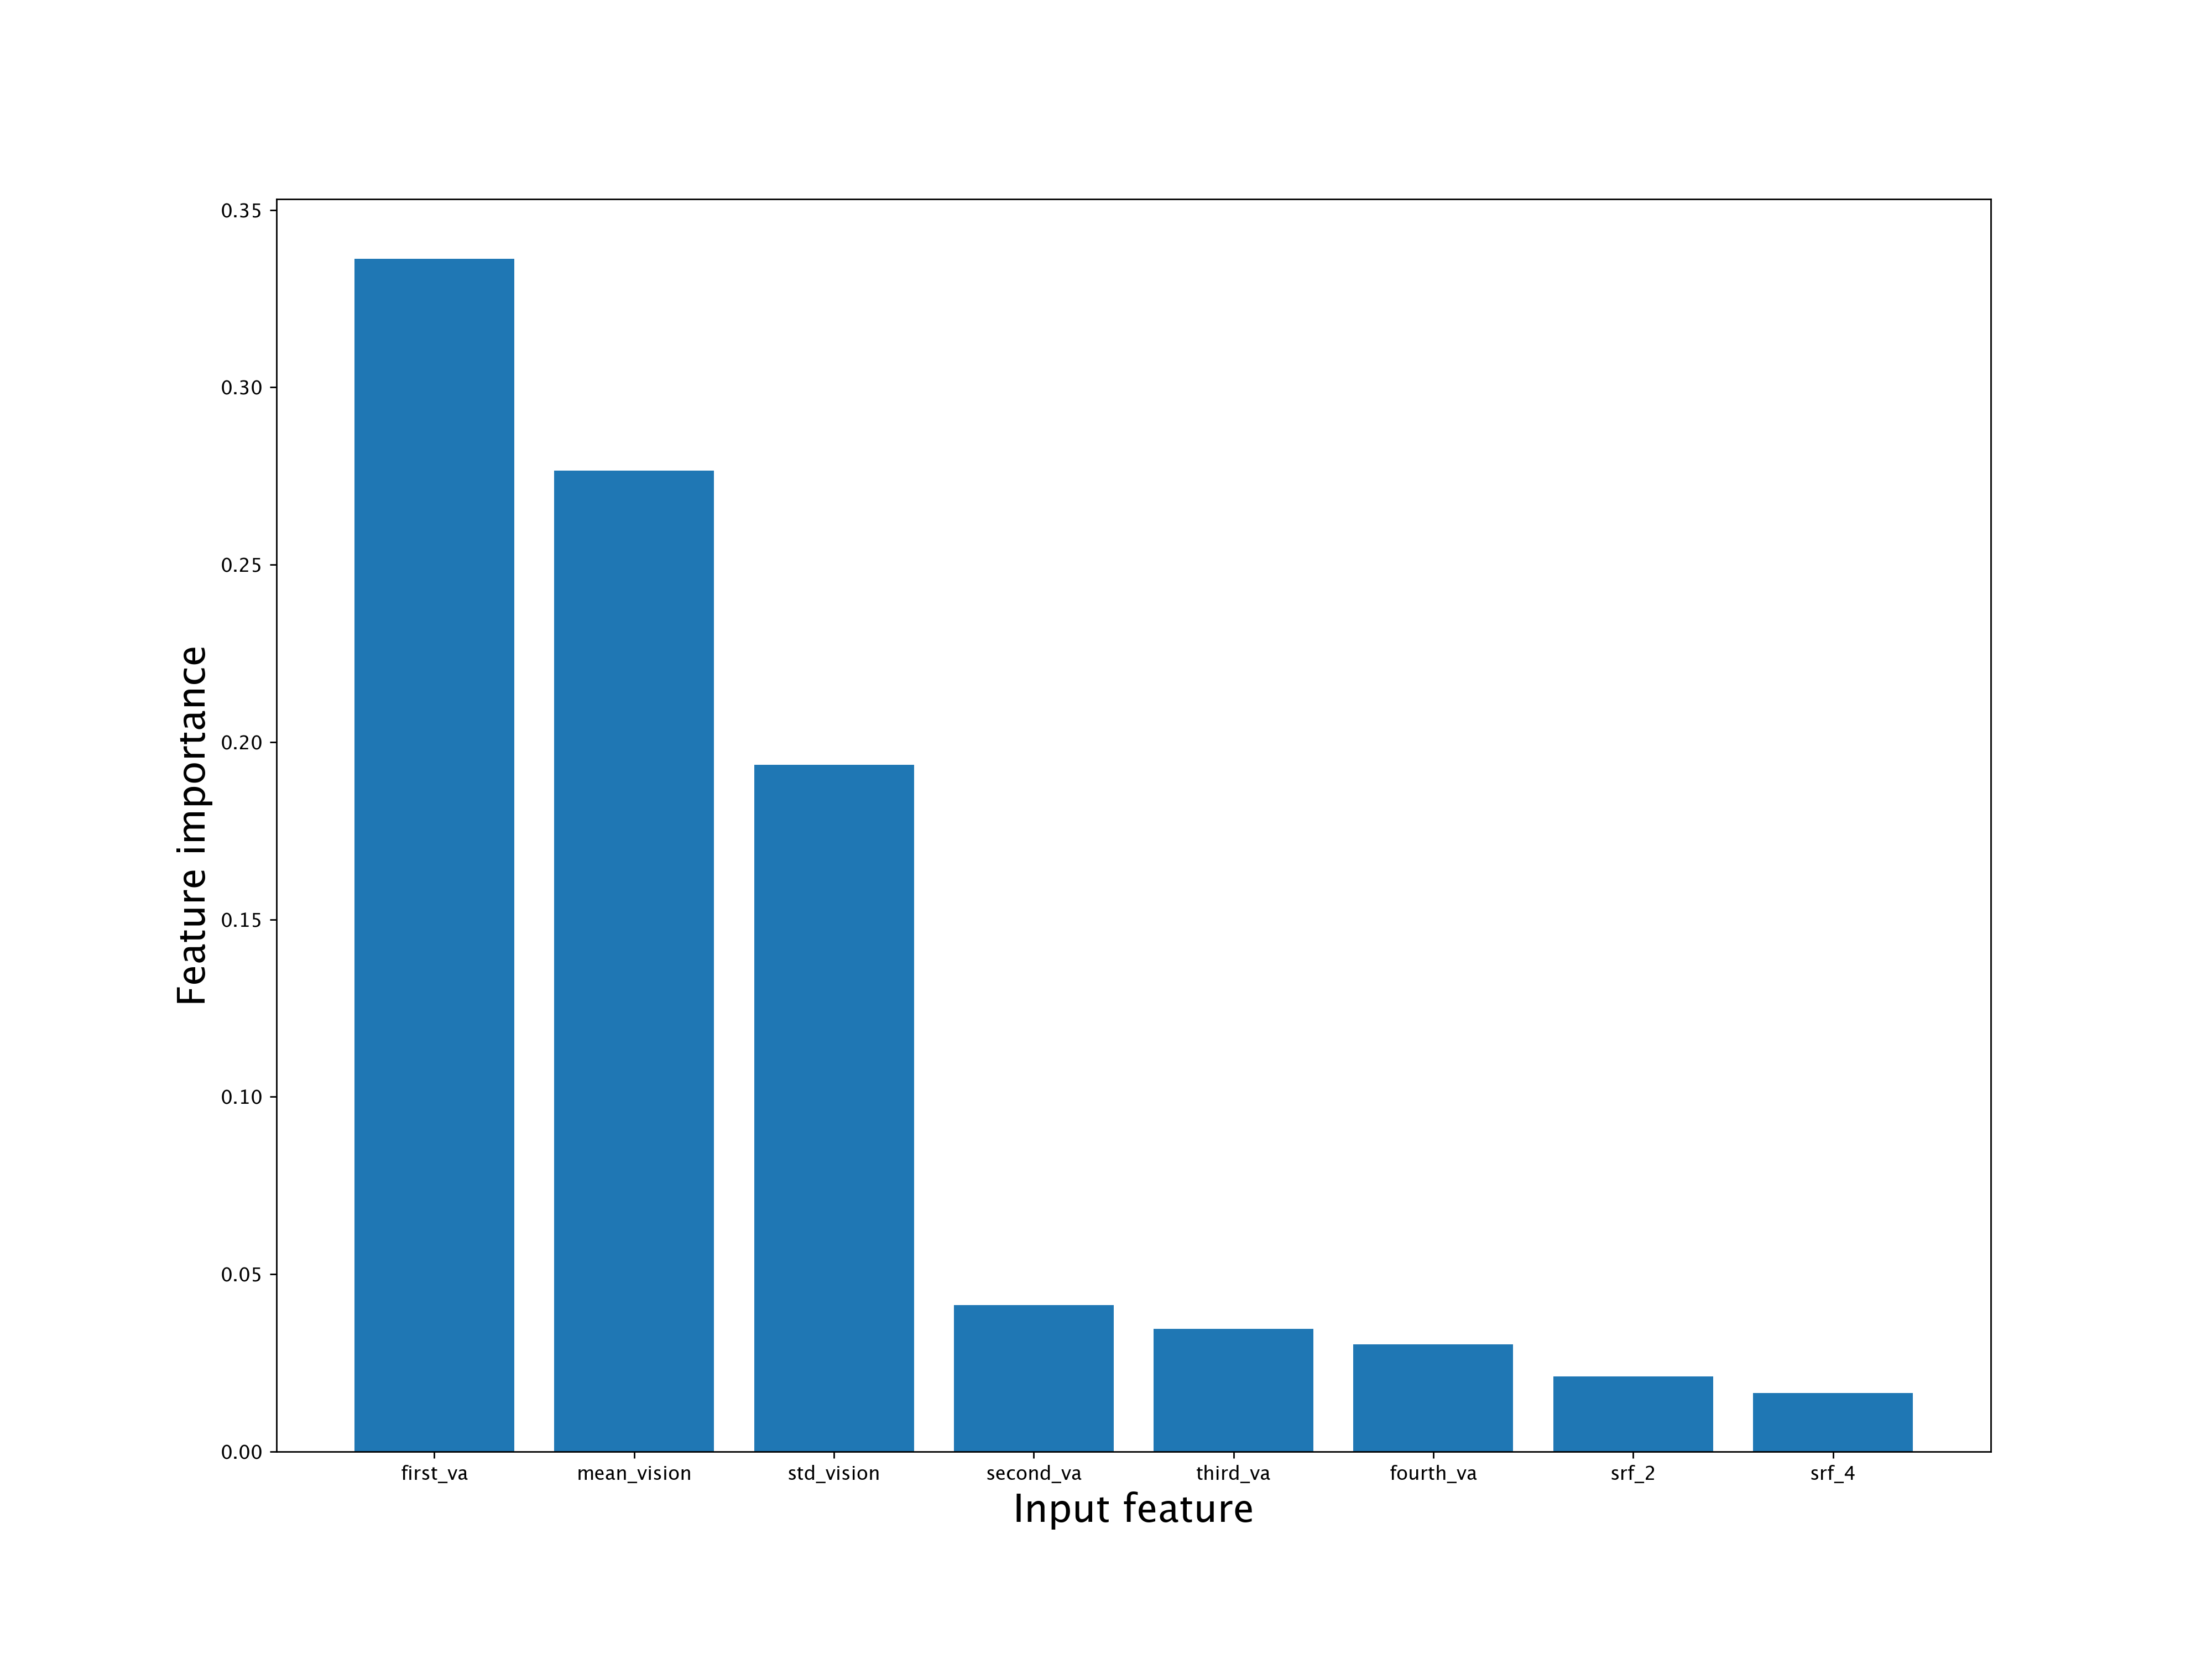 0.35
0.30
0.25
0.20
0.15
0.10
0.05
0.00
Feature importance
first_va mean_vision std_vision second_va third_va fourth_va srf_2 srf_4
Input feature